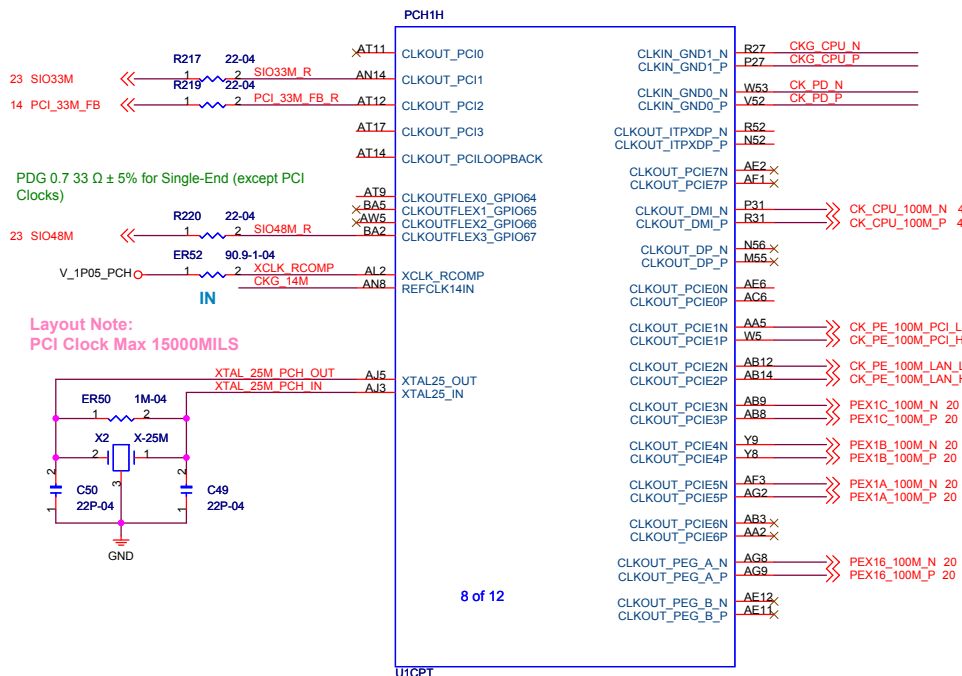 PCH1H
AT11 CLKOUT_PCI0
R217 22-04
23 SIO33M 1 2 SIO33M_R AN14 CLKOUT_PCI1
R219 22-04
14 PCI_33M_FB 1 2 PCI_33M_FB_R AT12 CLKOUT_PCI2
AT17 CLKOUT_PCI3
AT14 CLKOUT_PCILOOPBACK
PDG 0.7 33 Ω ± 5% for Single-End (except PCI
Clocks)
AT9 CLKOUTFLEX0_GPIO64
BA5 CLKOUTFLEX1_GPIO65
AW5 CLKOUTFLEX2_GPIO66
R220 22-04
23 SIO48M 1 2 SIO48M_R BA2 CLKOUTFLEX3_GPIO67
ER52 90.9-1-04
V_1P05_PCH 1 2 XCLK_RCOMP AL2 XCLK_RCOMP
CKG_14M AN8 REFCLK14IN
IN
Layout Note:
PCI Clock Max 15000MILS
XTAL_25M_PCH_OUT AJ5 XTAL25_OUT
XTAL_25M_PCH_IN AJ3 XTAL25_IN
ER50 1M-04
1 2
X2 X-25M
2 1
3
2 2
C50 C49
22P-04 22P-04
1 1
GND
CLKIN_GND1_N R27 CKG_CPU_N
CLKIN_GND1_P P27 CKG_CPU_P
CLKIN_GND0_N W53 CK_PD_N
CLKIN_GND0_P V52 CK_PD_P
CLKOUT_ITPXDP_N R52
CLKOUT_ITPXDP_P N52
CLKOUT_PCIE7N AE2
CLKOUT_PCIE7P AF1
CLKOUT_DMI_N P31 CK_CPU_100M_N 4
CLKOUT_DMI_P R31 CK_CPU_100M_P 4
CLKOUT_DP_N N56
CLKOUT_DP_P M55
CLKOUT_PCIE0N AE6
CLKOUT_PCIE0P AC6
CLKOUT_PCIE1N AA5 CK_PE_100M_PCI_L
CLKOUT_PCIE1P W5 CK_PE_100M_PCI_H
CLKOUT_PCIE2N AB12 CK_PE_100M_LAN_L
CLKOUT_PCIE2P AB14 CK_PE_100M_LAN_H
CLKOUT_PCIE3N AB9 PEX1C_100M_N 20
CLKOUT_PCIE3P AB8 PEX1C_100M_P 20
CLKOUT_PCIE4N Y9 PEX1B_100M_N 20
CLKOUT_PCIE4P Y8 PEX1B_100M_P 20
CLKOUT_PCIE5N AF3 PEX1A_100M_N 20
CLKOUT_PCIE5P AG2 PEX1A_100M_P 20
CLKOUT_PCIE6N AB3
CLKOUT_PCIE6P AA2
CLKOUT_PEG_A_N AG8 PEX16_100M_N 20
CLKOUT_PEG_A_P AG9 PEX16_100M_P 20
CLKOUT_PEG_B_N AE12
CLKOUT_PEG_B_P AE11
8 of 12
U1CPT